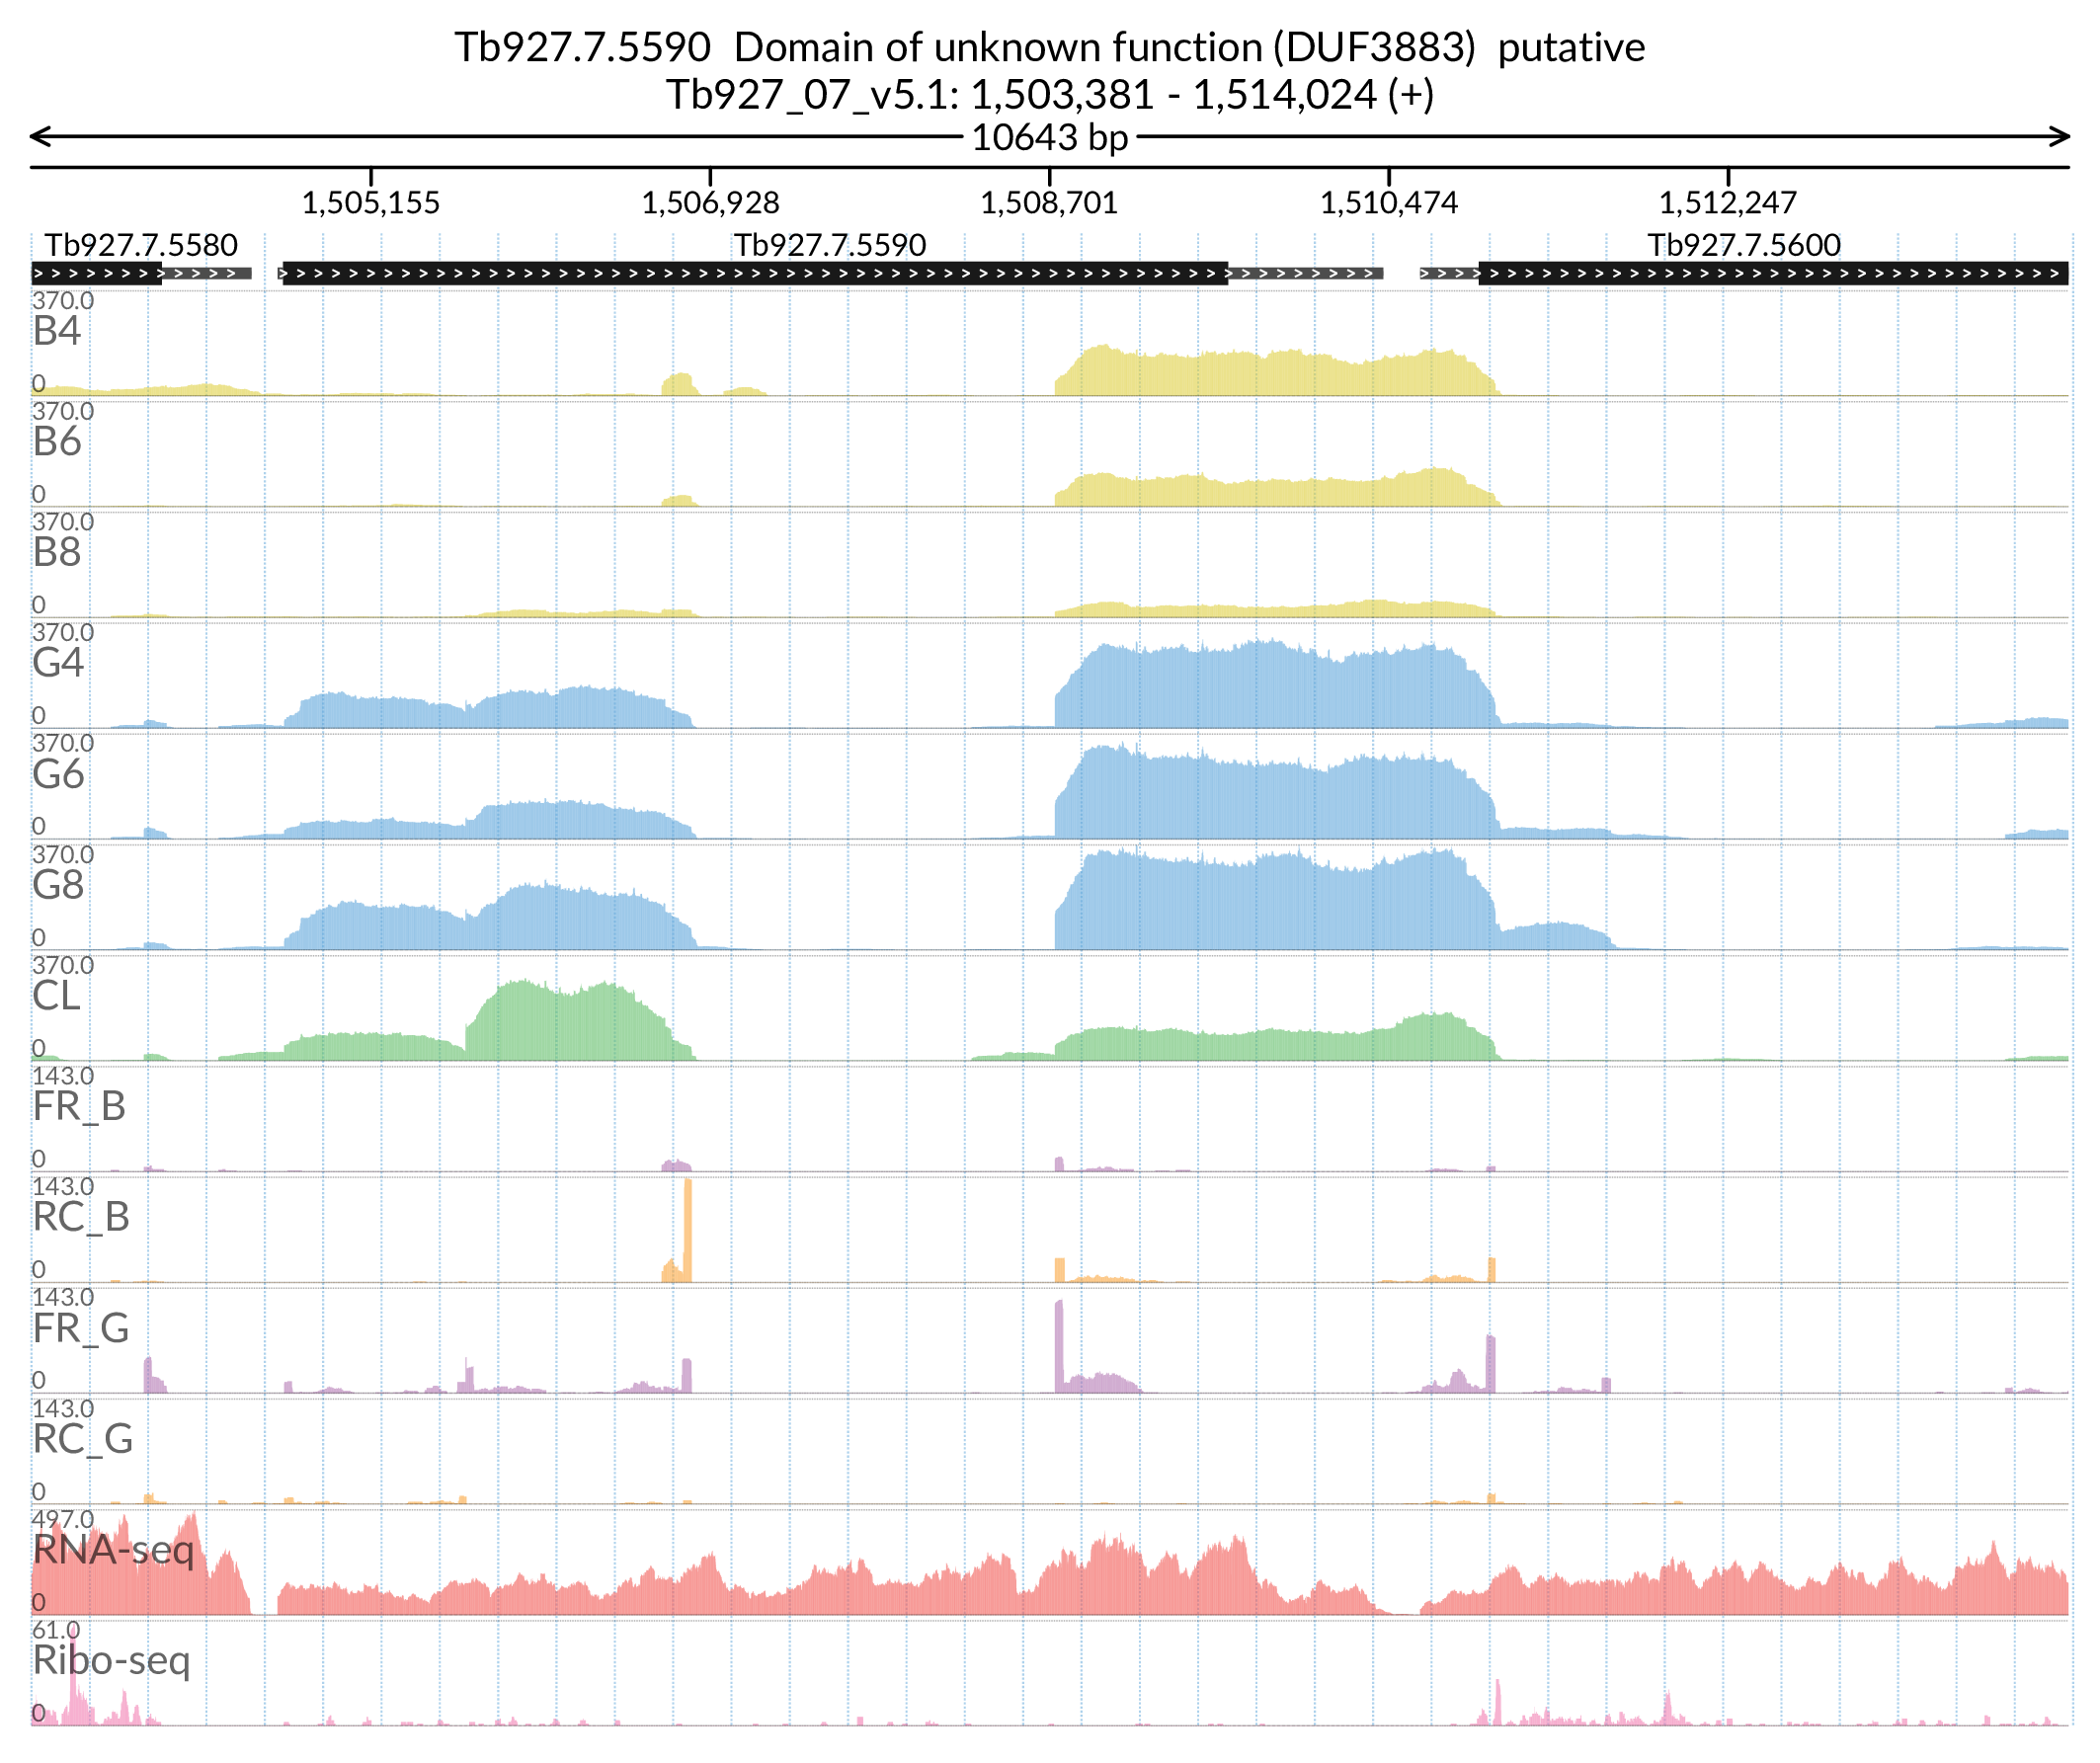 Tb927.7.5590 Domain of unknown function (DUF3883) putative
Tb927_07_v5.1: 1,503,381 - 1,514,024 (+)
10643 bp
1,505,155 1,506,928 1,508,701 1,510,474 1,512,247
Tb927.7.5580 Tb927.7.5590 Tb927.7.5600
370.0
B4
0
370.0
B6
0
370.0
B8
0
370.0
G4
0
370.0
G6
0
370.0
G8
0
370.0
CL
0
143.0
FR_B
0
143.0
RC_B
0
143.0
FR_G
0
143.0
RC_G
0
497.0
RNA-seq
0
61.0
Ribo-seq
0